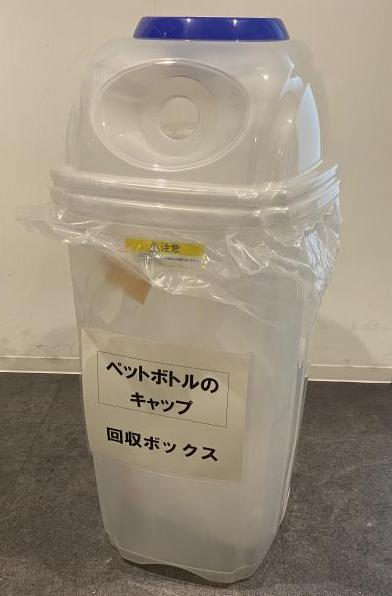 ⚠注意
ペットボトルの
キャップ
回収ボックス